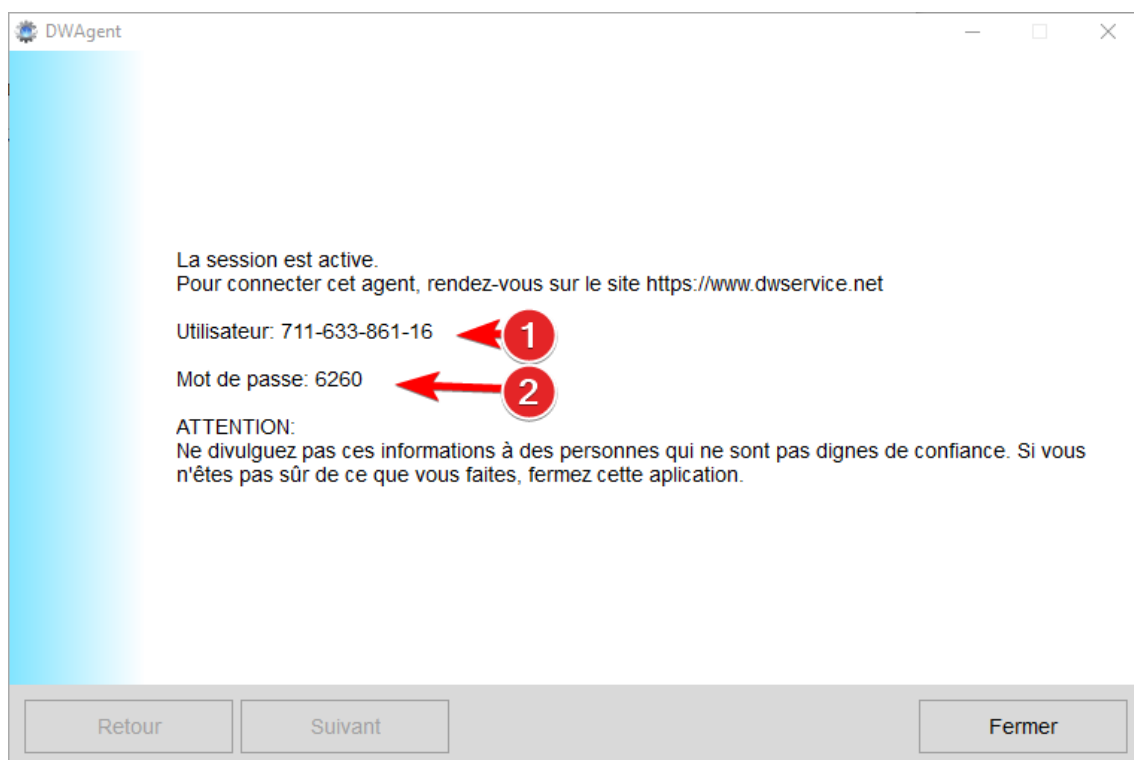 DWAgent
La session est active.
Pour connecter cet agent, rendez-vous sur le site https://www.dwservice.net
Utilisateur: 711-633-861-16
1
Mot de passe: 6260
2
ATTENTION:
Ne divulguez pas ces informations à des personnes qui ne sont pas dignes de confiance. Si vous
n'êtes pas sûr de ce que vous faites, fermez cette aplication.
Retour
Suivant
Fermer